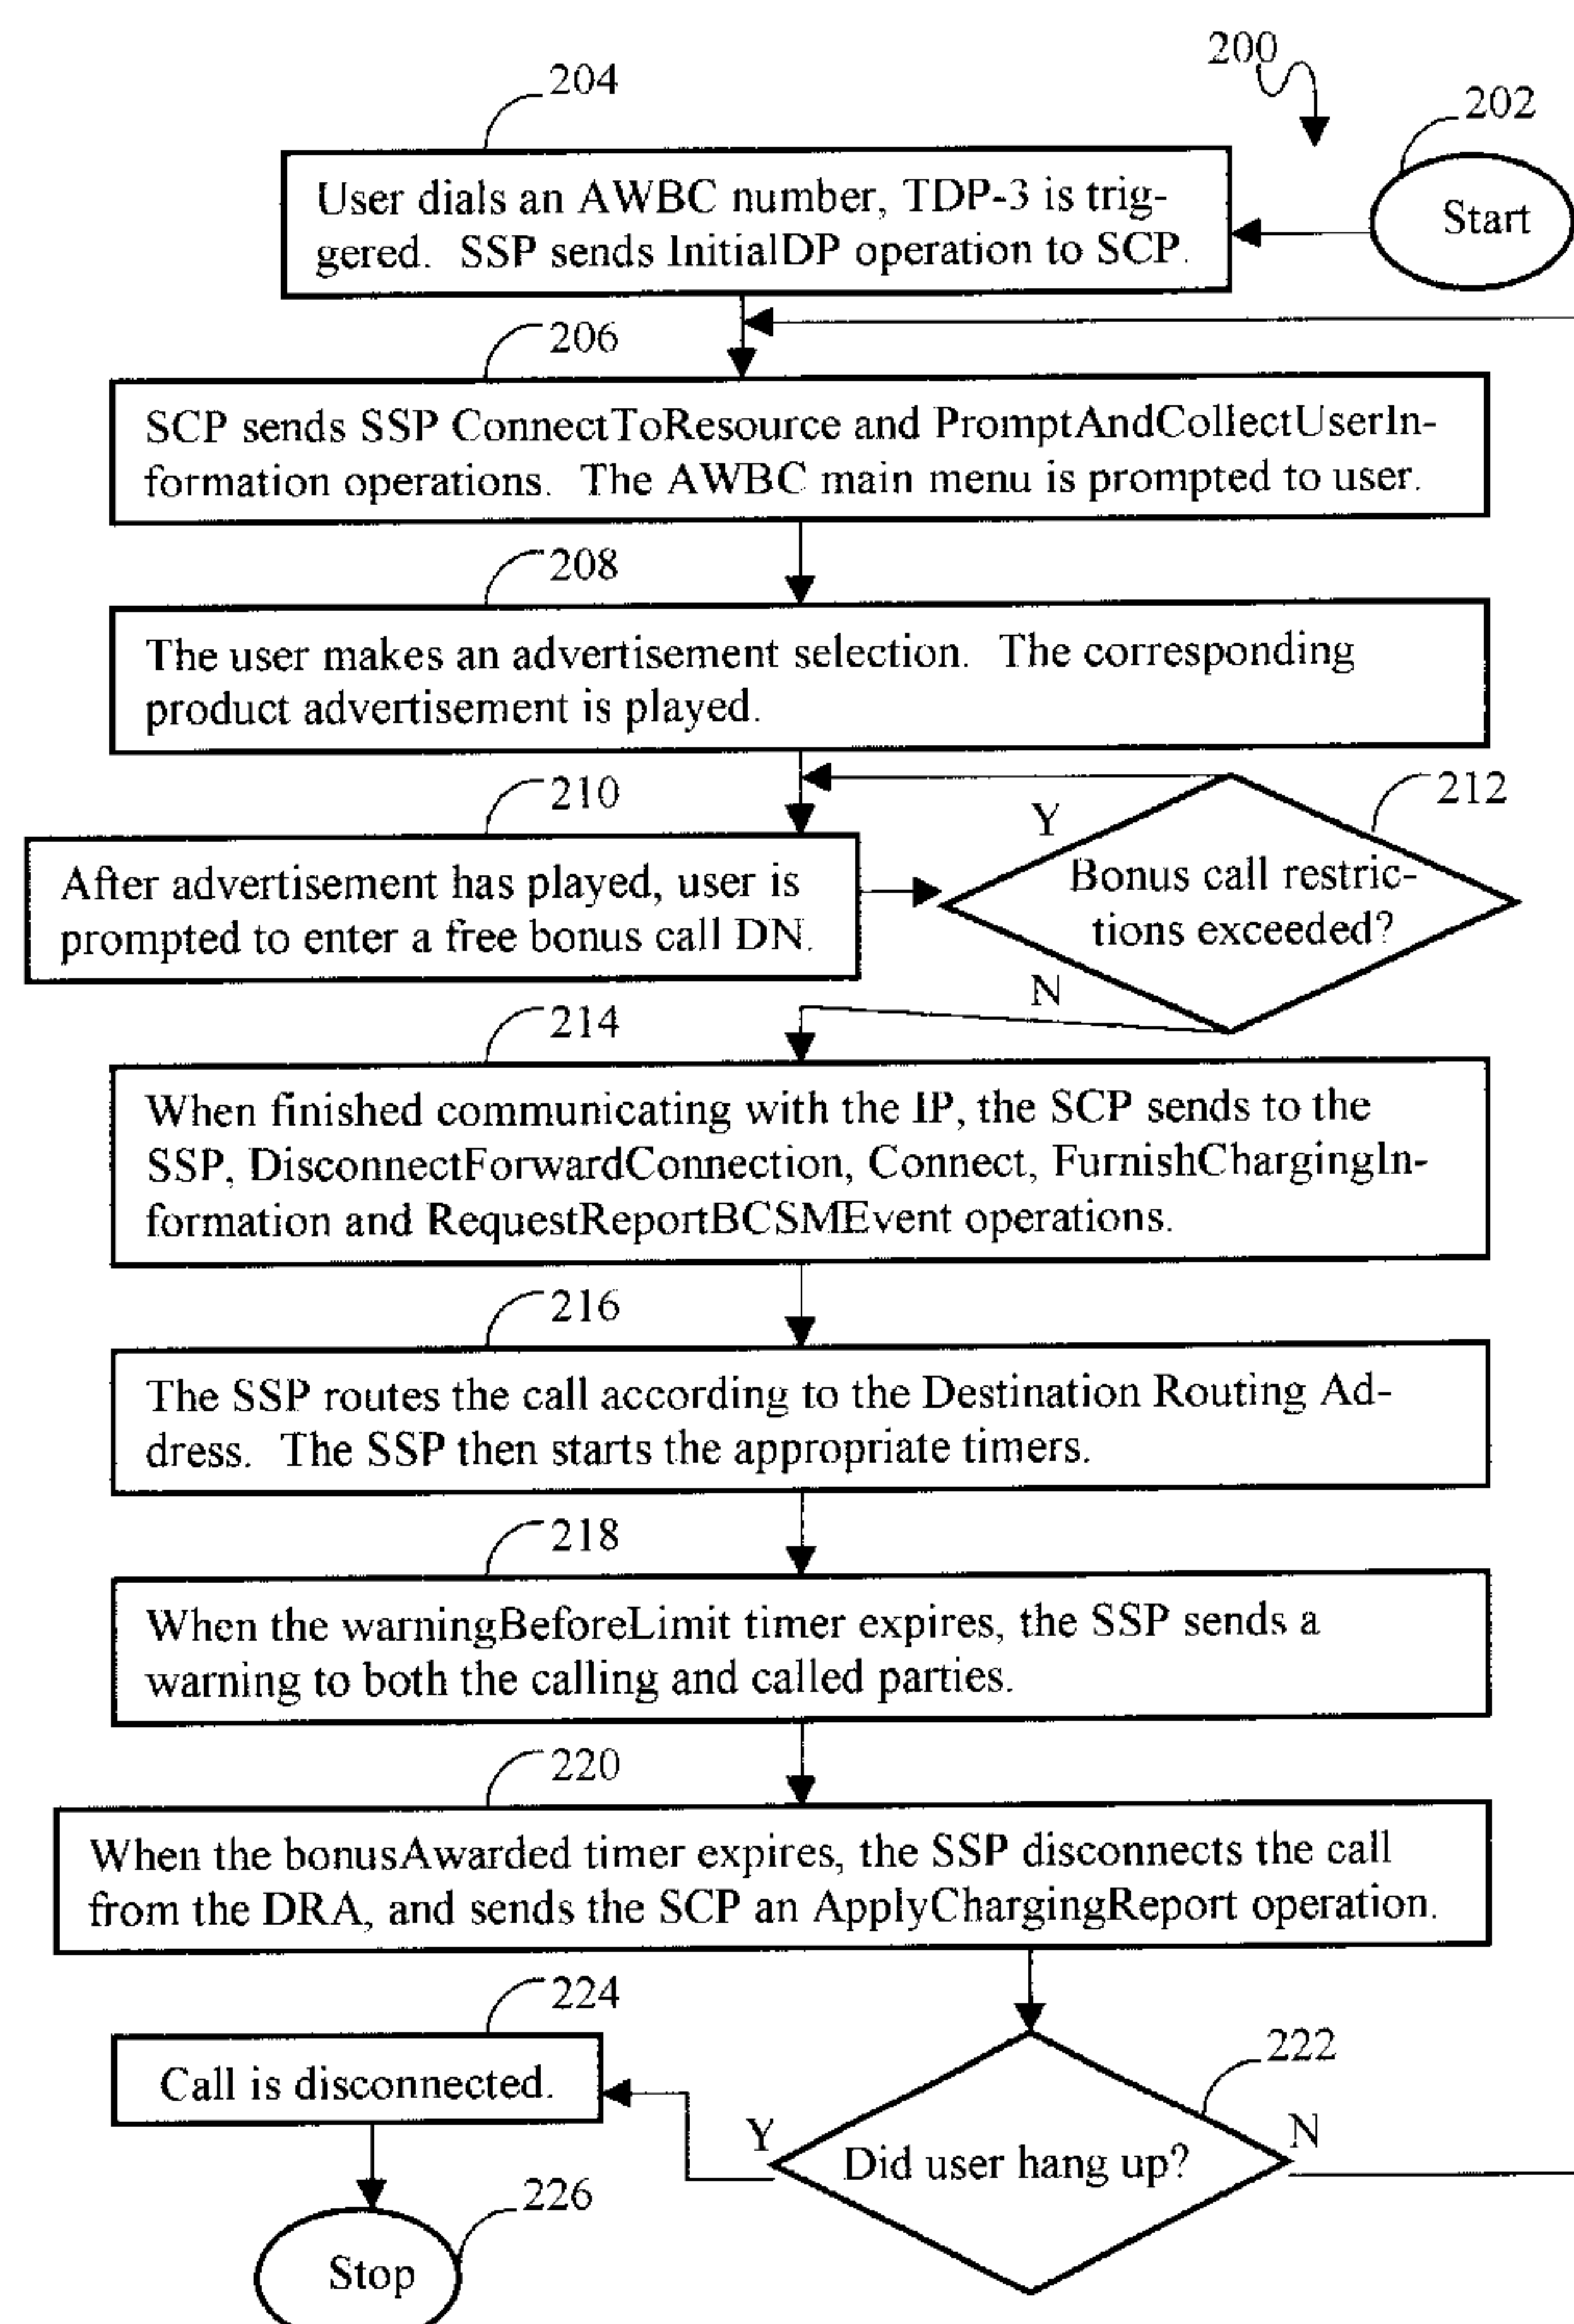 200
202
204
Start
User dials an AWBC number, TDP-3 is trig-
gered. SSP sends InitialDP operation to SCP.
206
SCP sends SSP ConnectToResource and PromptAndCollectUserIn-
formation operations. The AWBC main menu is prompted to user.
208
The user makes an advertisement selection. The corresponding
product advertisement is played.
210
212
Y
After advertisement has played, user is
prompted to enter a free bonus call DN.
Bonus call restric-
tions exceeded?
N
214
When finished communicating with the IP, the SCP sends to the
SSP, DisconnectForwardConnection, Connect, FurnishChargingIn-
formation and RequestReportBCSMEvent operations.
216
The SSP routes the call according to the Destination Routing Ad-
dress. The SSP then starts the appropriate timers.
218
When the warningBeforeLimit timer expires, the SSP sends a
warning to both the calling and called parties.
220
When the bonusAwarded timer expires, the SSP disconnects the call
from the DRA, and sends the SCP an ApplyChargingReport operation.
224
222
Call is disconnected.
Y
N
Did user hang up?
226
Stop